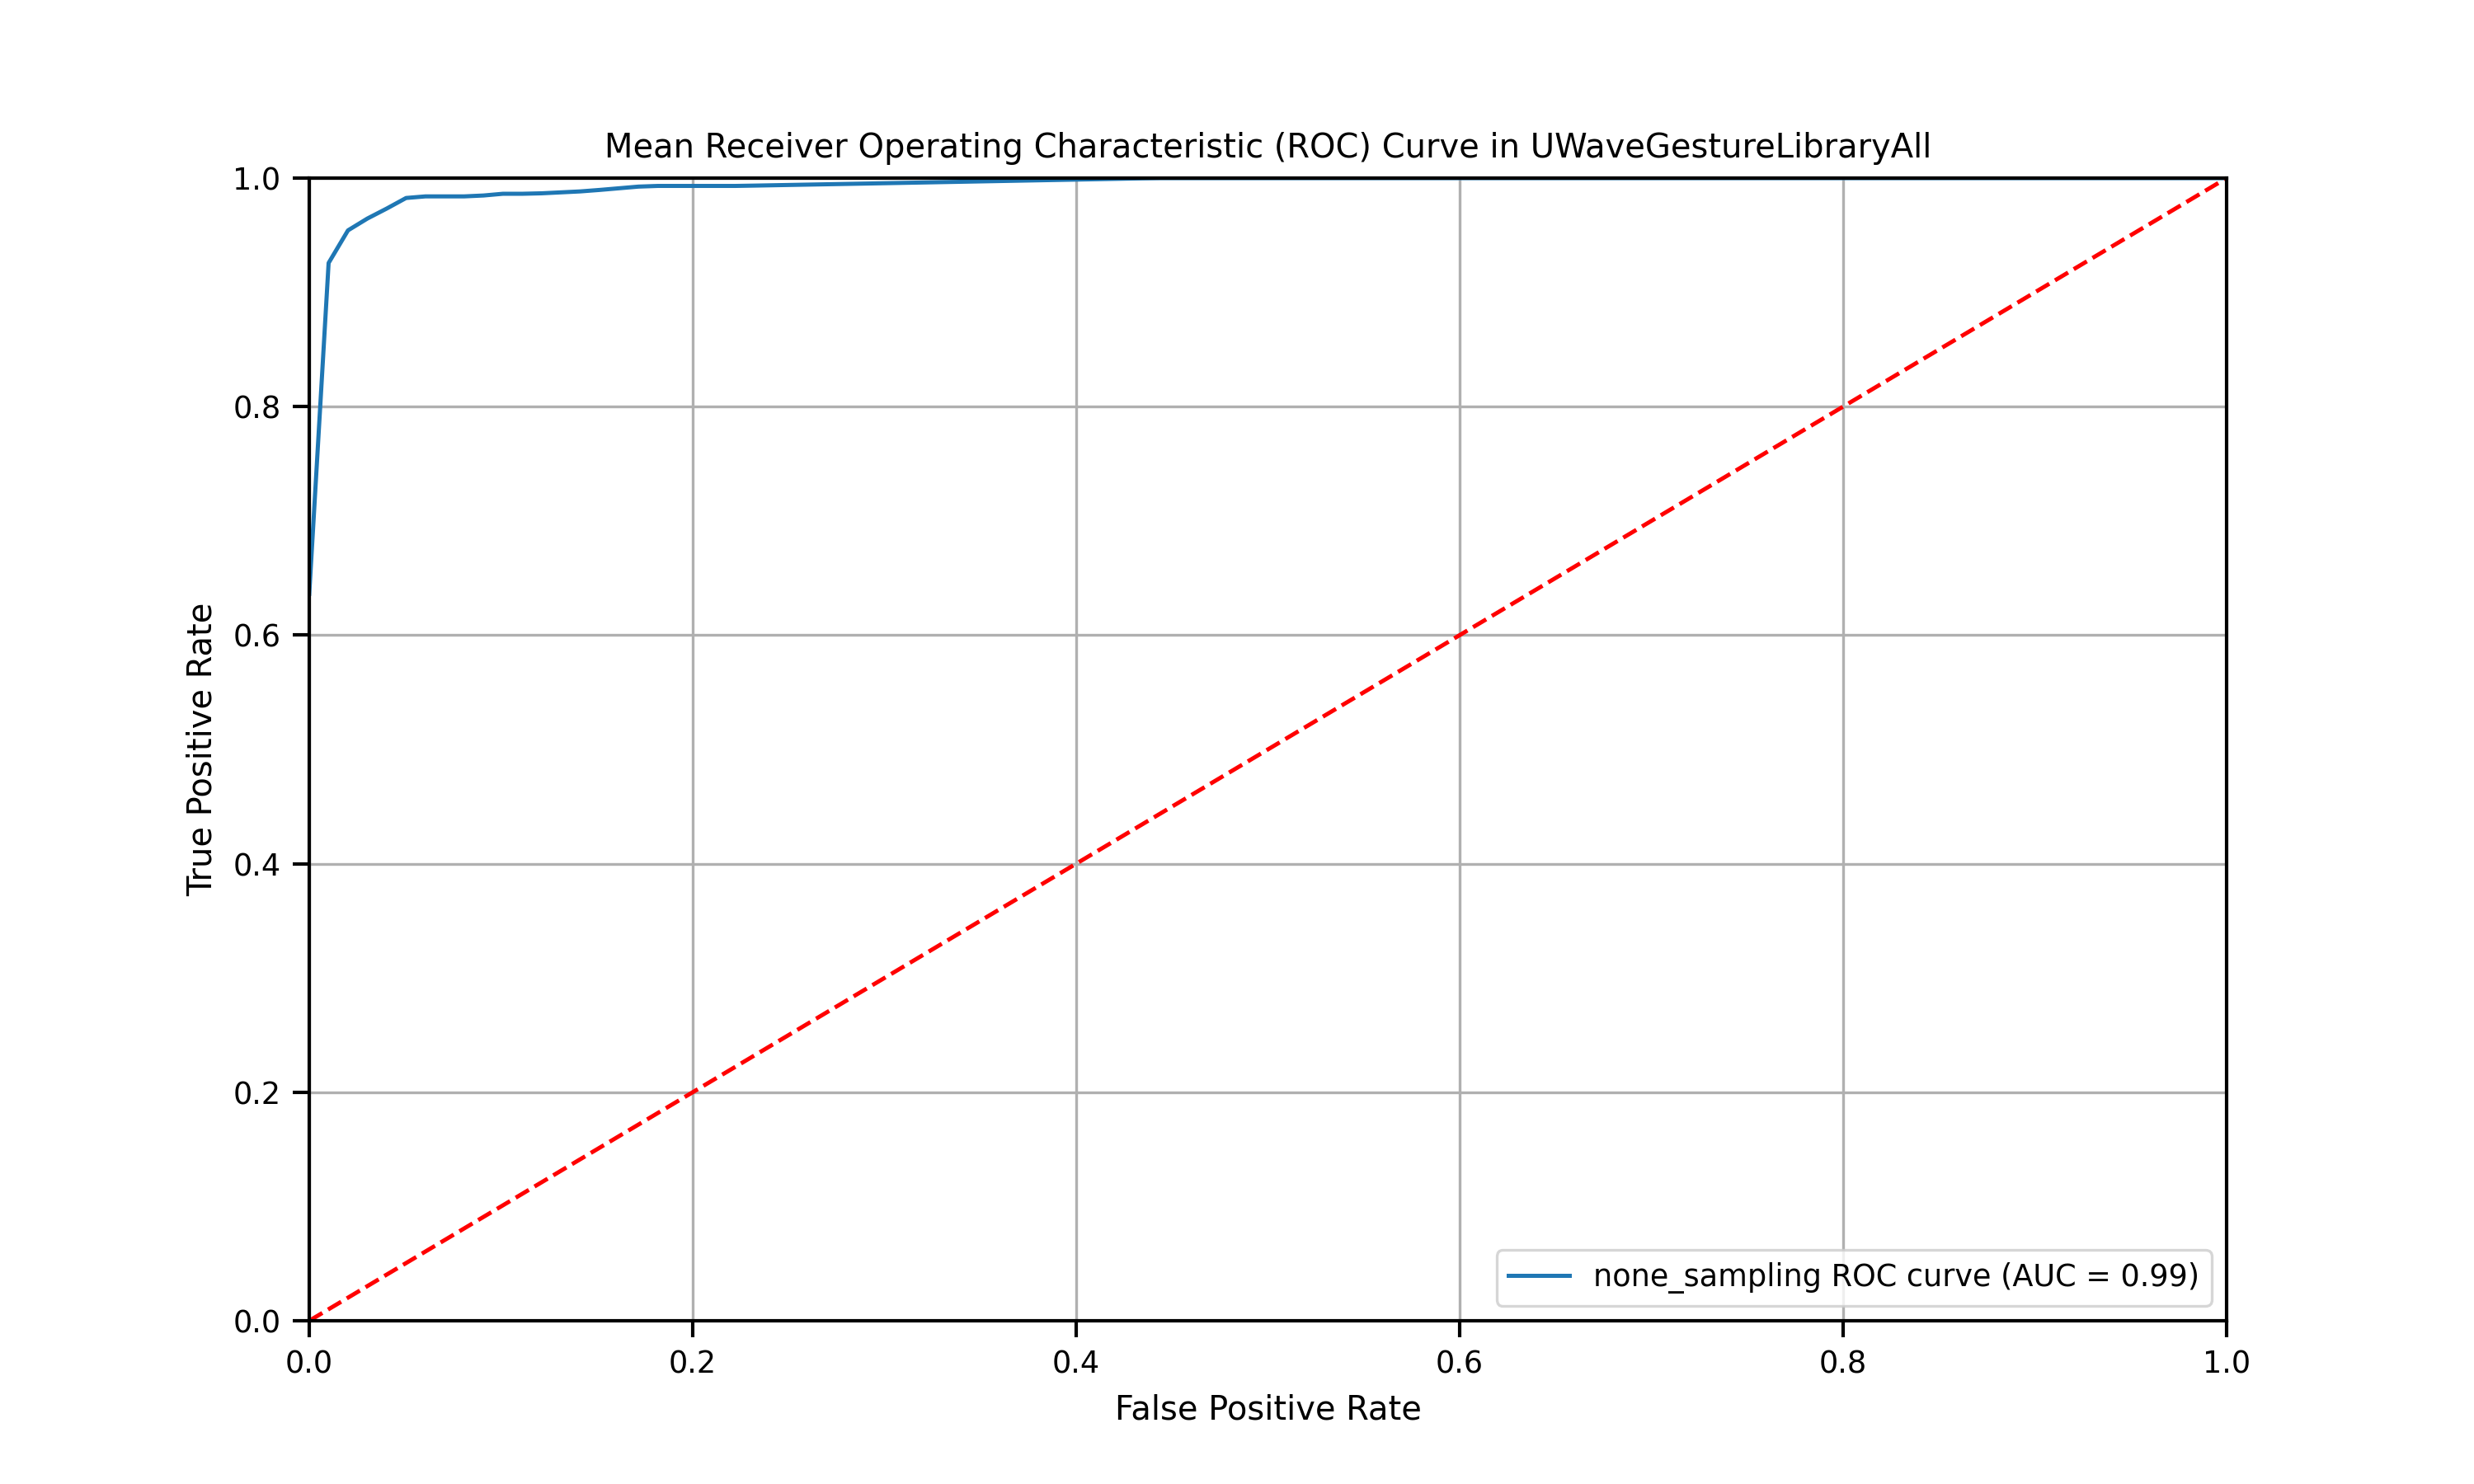 Mean Receiver Operating Characteristic (ROC) Curve in UWaveGestureLibraryAll
1.0
0.8
0.6
0.4
0.2
0.0
True Positive Rate
none_sampling ROC curve (AUC = 0.99)
0.0 0.2 0.4 0.6 0.8 1.0
False Positive Rate